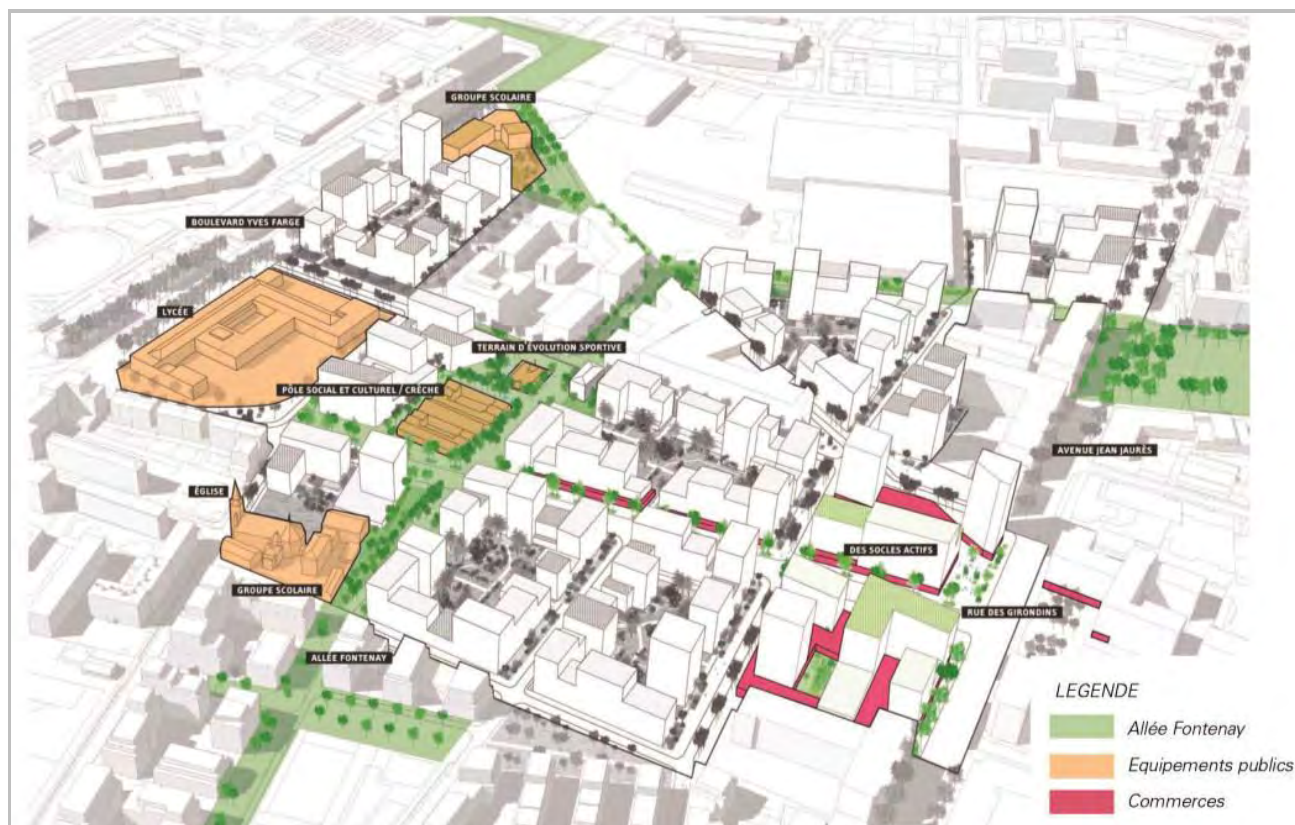 GROUPE SCOLAIRE
BOULEVARD YVES FARGE
LYCÉE
TERRAIN D'ÉVOLUTION SPORTIVE
PÔLE SOCIAL ET CULTUREL / CRÈCHE
AVENUE JEAN JAURÈS
ÉGLISE
DES SOCLES ACTIFS
GROUPE SCOLAIRE
RUE DES GIRONDINS
ALLÉE FONTENAY
LEGENDE
Allée Fontenay
Equipements publics
Commerces